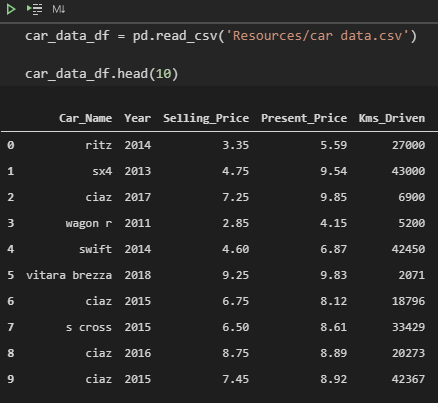 M↓
car_data_df = pd.read_csv('Resources/car data.csv')
car_data_df.head(10)
Car_Name Year Selling_Price Present_Price Kms_Driven
0 ritz 2014 3.35 5.59 27000
1 sx4 2013 4.75 9.54 43000
2 ciaz 2017 7.25 9.85 6900
3 wagon r 2011 2.85 4.15 5200
4 swift 2014 4.60 6.87 42450
5 vitara brezza 2018 9.25 9.83 2071
6 ciaz 2015 6.75 8.12 18796
7 s cross 2015 6.50 8.61 33429
8 ciaz 2016 8.75 8.89 20273
9 ciaz 2015 7.45 8.92 42367